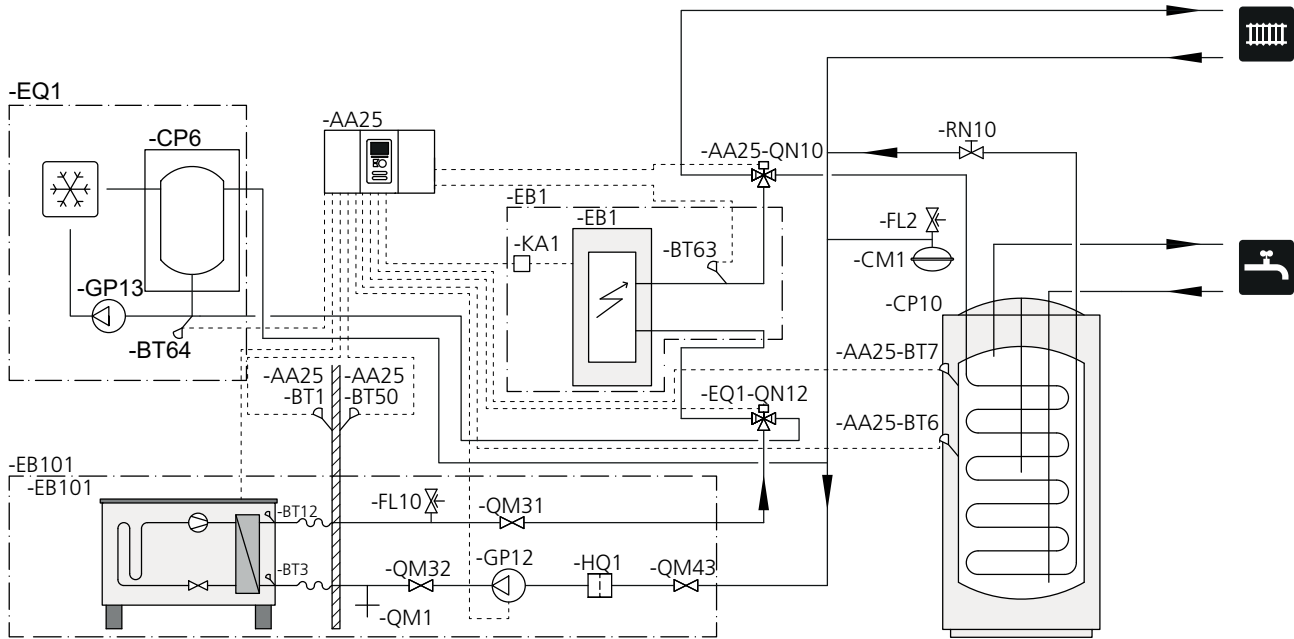 -EQ1
-CP6
-AA25
-RN10
-AA25-QN10
-EB1
-EB1
-FL2
-KA1
-BT63
-CM1
-GP13
-CP10
-BT64
-AA25-BT7
-AA25
-BT1
-AA25
-BT50
-EQ1-QN12
-AA25-BT6
-EB101
-EB101
-FL10
-QM31
-BT12
-GP12
-HQ1
-QM32
-QM43
-BT3
-QM1